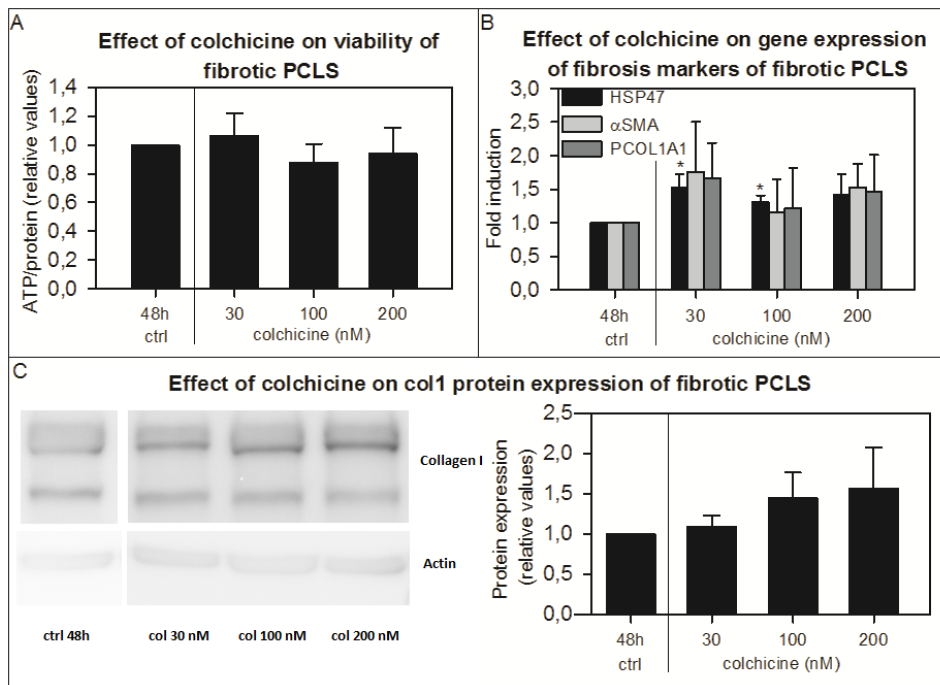 A
Effect of colchicine on viability of
fibrotic PCLS
ATP/protein (relative values)
1,4
1,2
1,0
0,8
0,6
0,4
0,2
0,0
48h
ctrl
30
100
200
colchicine (nM)
B
Effect of colchicine on gene expression
of fibrosis markers of fibrotic PCLS
Fold induction
3,0
2,5
2,0
1,5
1,0
0,5
0,0
HSP47
αSMA
PCOL1A1
*
*
48h
ctrl
30
100
200
colchicine (nM)
C
Effect of colchicine on col1 protein expression of fibrotic PCLS
Collagen I
Actin
ctrl 48h
col 30 nM
col 100 nM
col 200 nM
Protein expression
(relative values)
2,5
2,0
1,5
1,0
0,5
0,0
48h
ctrl
30
100
200
colchicine (nM)